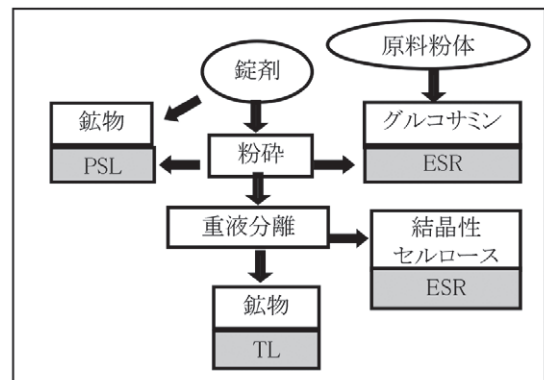 原料粉体
錠剤
鉱物
PSL
粉砕
グルコサミン
ESR
重液分離
結晶性
セルロース
ESR
鉱物
TL